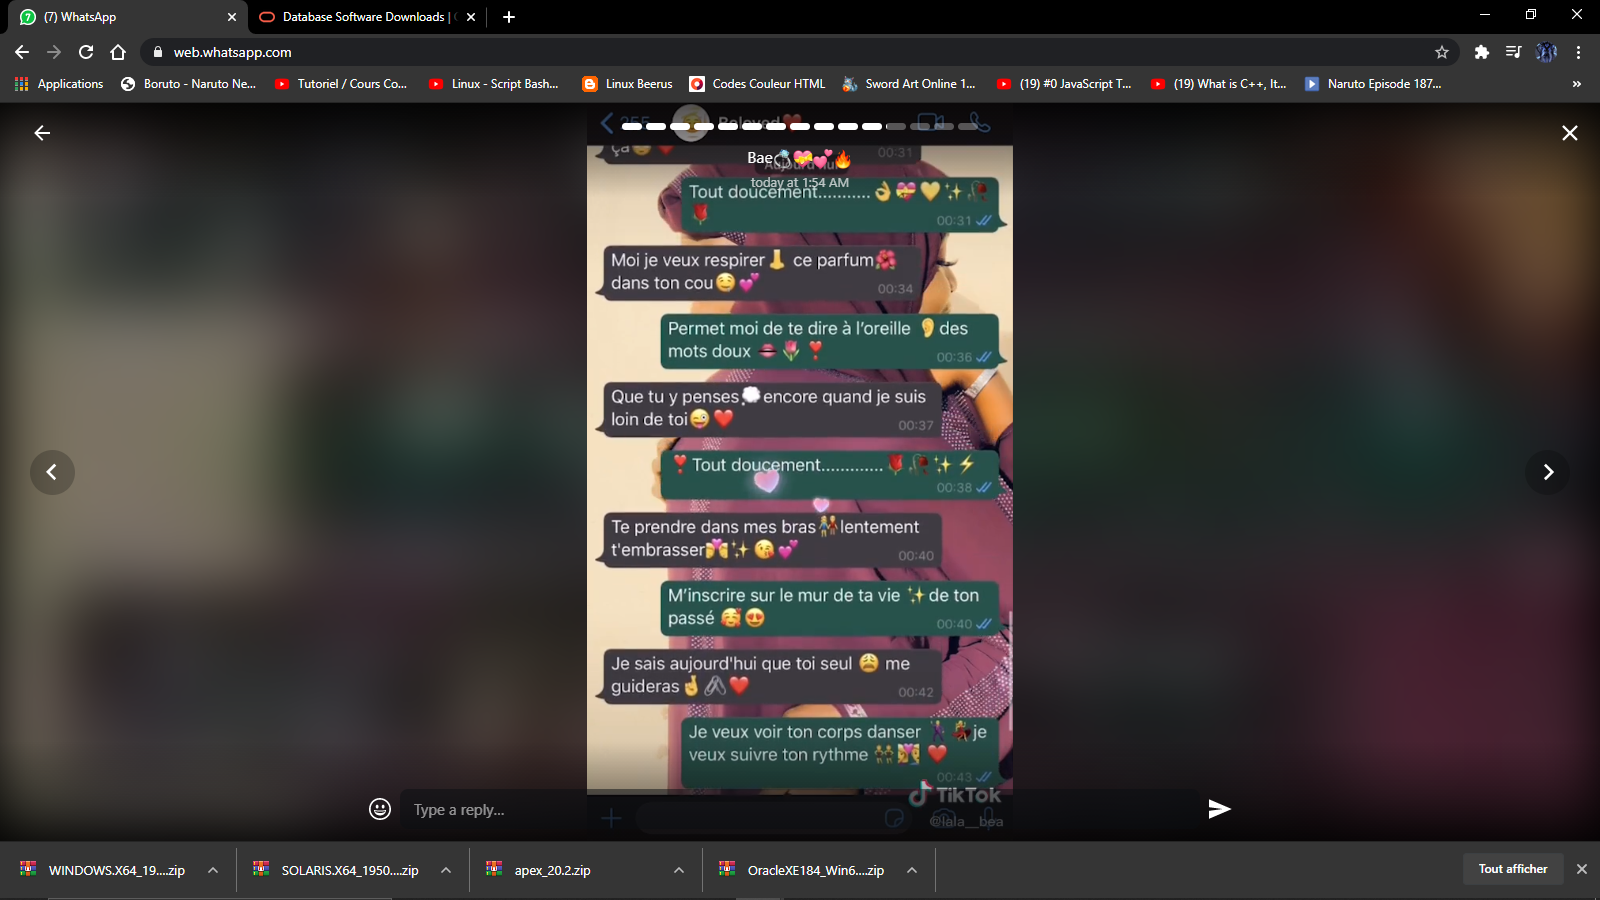 (7) WhatsApp
Database Software Downloads |
web.whatsapp.com
Applications
Boruto - Naruto Ne...
Tutoriel / Cours Co...
Linux - Script Bash...
Linux Beerus
Codes Couleur HTML
Sword Art Online 1...
(19) #0 JavaScript T...
(19) What is C++, It...
Naruto Episode 187...
»
255
Beloved❤️
ça ❤️
00:31
Bae💍💝💕🔥
Aujourd'hui
today at 1:54 AM
Tout doucement...........👌💝💛✨🥀
🌹
00:31
Moi je veux respirer👃 ce parfum🌺
dans ton cou😌💕
00:34
Permet moi de te dire à l’oreille 👂des
mots doux 👄🌷❣️
00:36
Que tu y penses💭encore quand je suis
loin de toi😜❤️
00:37
❣️Tout doucement.............🌹🥀✨⚡
00:38
Te prendre dans mes bras👫lentement
t'embrasser💏✨😘💕
00:40
M’inscrire sur le mur de ta vie ✨de ton
passé 🥰😍
00:40
Je sais aujourd'hui que toi seul 😩 me
guideras🤞🖇❤️
00:42
Je veux voir ton corps danser 🕺💃je
veux suivre ton rythme 👯💏 ❤️
00:43
TikTok
@lala__bea
Type a reply...
WINDOWS.X64_19....zip
SOLARIS.X64_1950....zip
apex_20.2.zip
OracleXE184_Win6....zip
Tout afficher